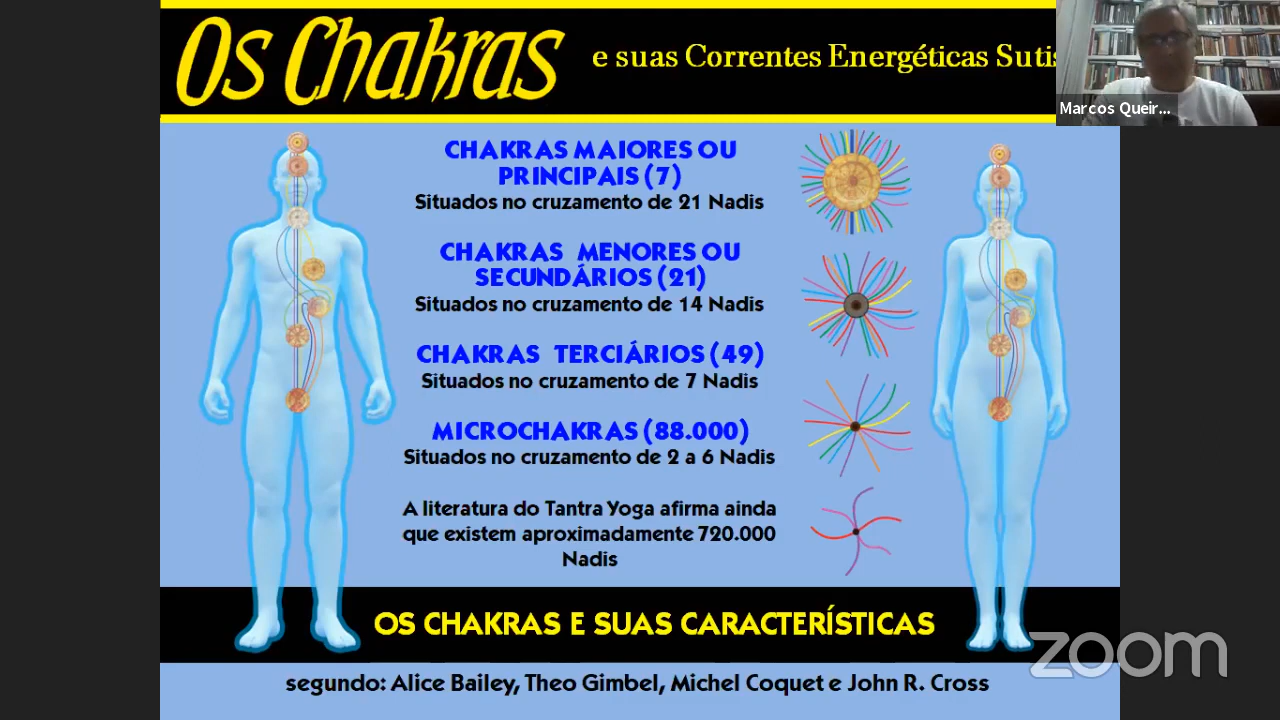 Os Chakras e suas Correntes Energéticas Sutis
Marcos Queir...
CHAKRAS MAIORES OU
PRINCIPAIS (7)
Situados no cruzamento de 21 Nadis
CHAKRAS MENORES OU
SECUNDÁRIOS (21)
Situados no cruzamento de 14 Nadis
CHAKRAS TERCIÁRIOS (49)
Situados no cruzamento de 7 Nadis
MICROCHAKRAS (88.000)
Situados no cruzamento de 2 a 6 Nadis
A literatura do Tantra Yoga afirma ainda
que existem aproximadamente 720.000
Nadis
OS CHAKRAS E SUAS CARACTERÍSTICAS
zoom
segundo: Alice Bailey, Theo Gimbel, Michel Coquet e John R. Cross